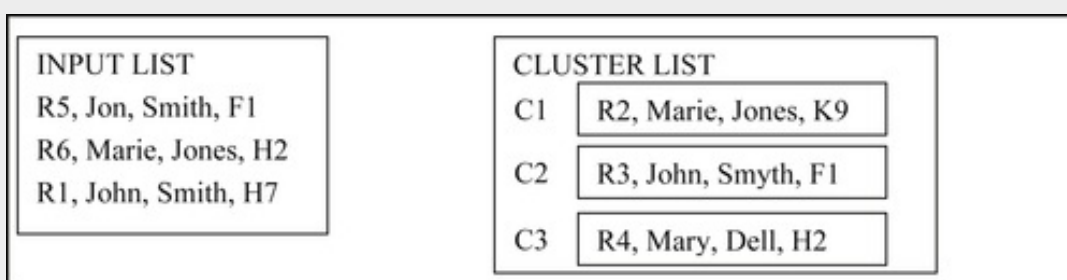 INPUT LIST
R5, Jon, Smith, F1
R6, Marie, Jones, H2
R1, John, Smith, H7
CLUSTER LIST
C1 R2, Marie, Jones, K9
C2 R3, John, Smyth, F1
C3 R4, Mary, Dell, H2